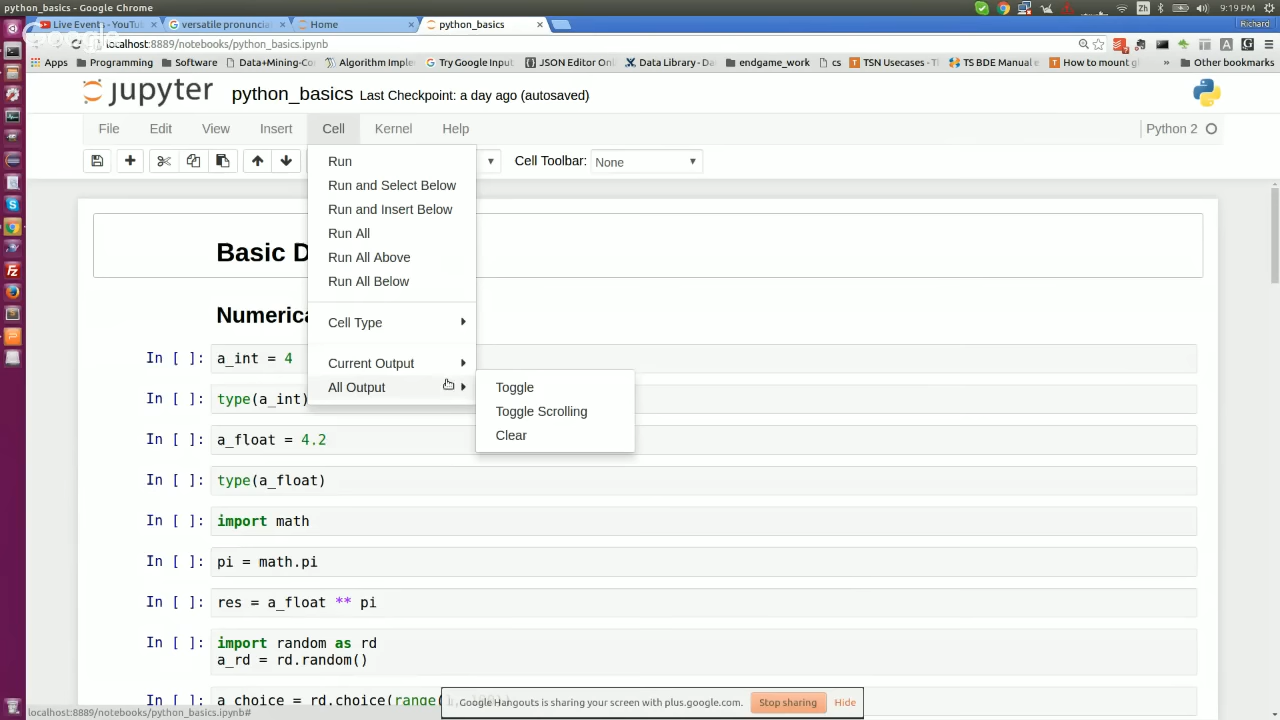 python_basics - Google Chrome
Zh
9:19 PM
Live Events - YouTu
versatile pronuncia
Home
python_basics
Richard
Google
localhost:8889/notebooks/python_basics.ipynb
Apps
Programming
Software
Data+Mining-Co
Algorithm Imple
Try Google Input
JSON Editor Onl
Data Library - Da
endgame_work
cs
TSN Usecases - T
TS BDE Manual e
How to mount g
»
Other bookmarks
jupyter
python_basics
Last Checkpoint: a day ago (autosaved)
File
Edit
View
Insert
Cell
Kernel
Help
Python 2
Cell Toolbar:
None
Run
Run and Select Below
Run and Insert Below
Run All
Run All Above
Run All Below
Cell Type
Current Output
All Output
Toggle
Toggle Scrolling
Clear
Basic D
Numerica
In [ ]: a_int = 4
In [ ]: type(a_int)
In [ ]: a_float = 4.2
In [ ]: type(a_float)
In [ ]: import math
In [ ]: pi = math.pi
In [ ]: res = a_float ** pi
In [ ]: import random as rd
a_rd = rd.random()
In [ ]: a_choice = rd.choice(range(
Google Hangouts is sharing your screen with plus.google.com.
Stop sharing
Hide
localhost:8889/notebooks/python_basics.ipynb#